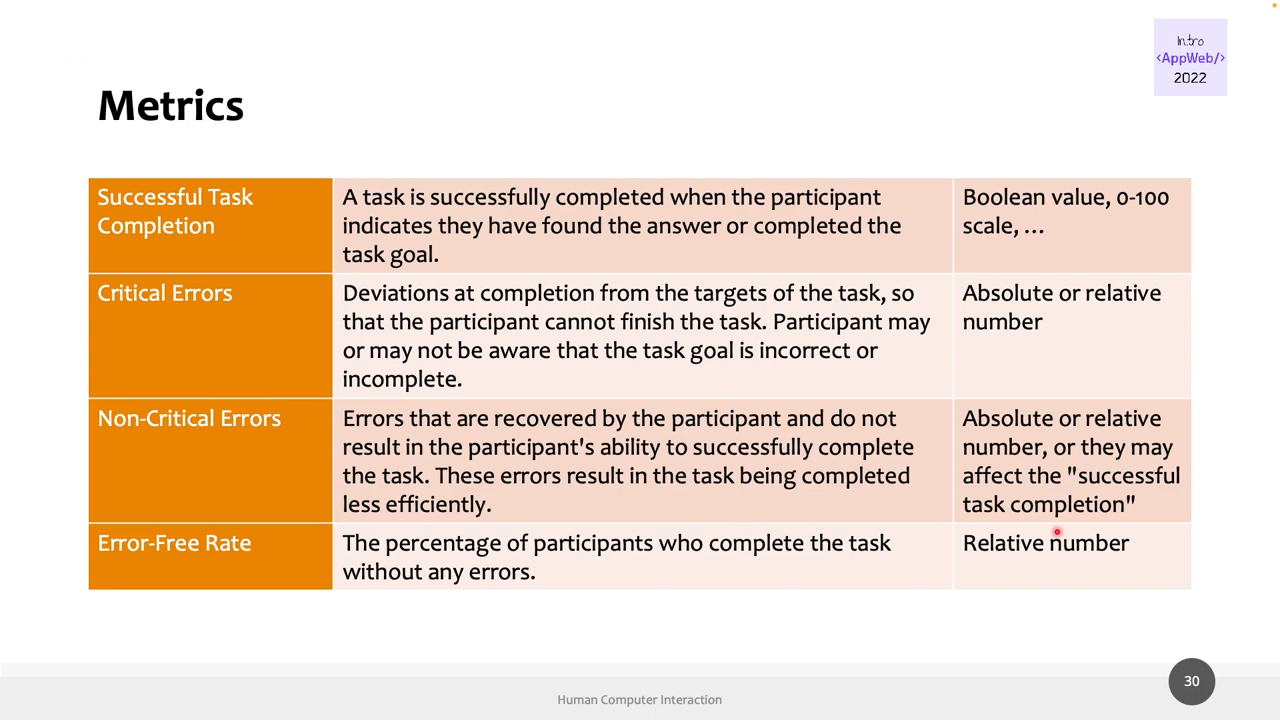 Intro
<AppWeb/>
2022
Metrics
Successful Task
Completion
A task is successfully completed when the participant
indicates they have found the answer or completed the
task goal.
Boolean value, 0-100
scale, …
Critical Errors
Deviations at completion from the targets of the task, so
that the participant cannot finish the task. Participant may
or may not be aware that the task goal is incorrect or
incomplete.
Absolute or relative
number
Non-Critical Errors
Errors that are recovered by the participant and do not
result in the participant's ability to successfully complete
the task. These errors result in the task being completed
less efficiently.
Absolute or relative
number, or they may
affect the "successful
task completion"
Error-Free Rate
The percentage of participants who complete the task
without any errors.
Relative number
Human Computer Interaction
30